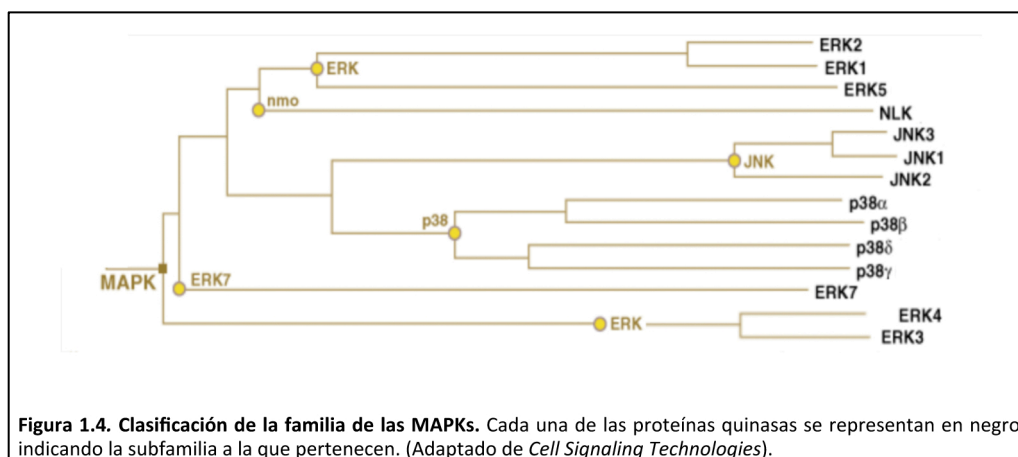 ERK2
ERK
ERK1
ERK5
nmo
NLK
JNK3
JNK
JNK1
JNK2
p38α
p38
p38β
p38δ
p38γ
MAPK
ERK7
ERK7
ERK4
ERK
ERK3
Figura 1.4. Clasificación de la familia de las MAPKs. Cada una de las proteínas quinasas se representan en negro
indicando la subfamilia a la que pertenecen. (Adaptado de Cell Signaling Technologies).